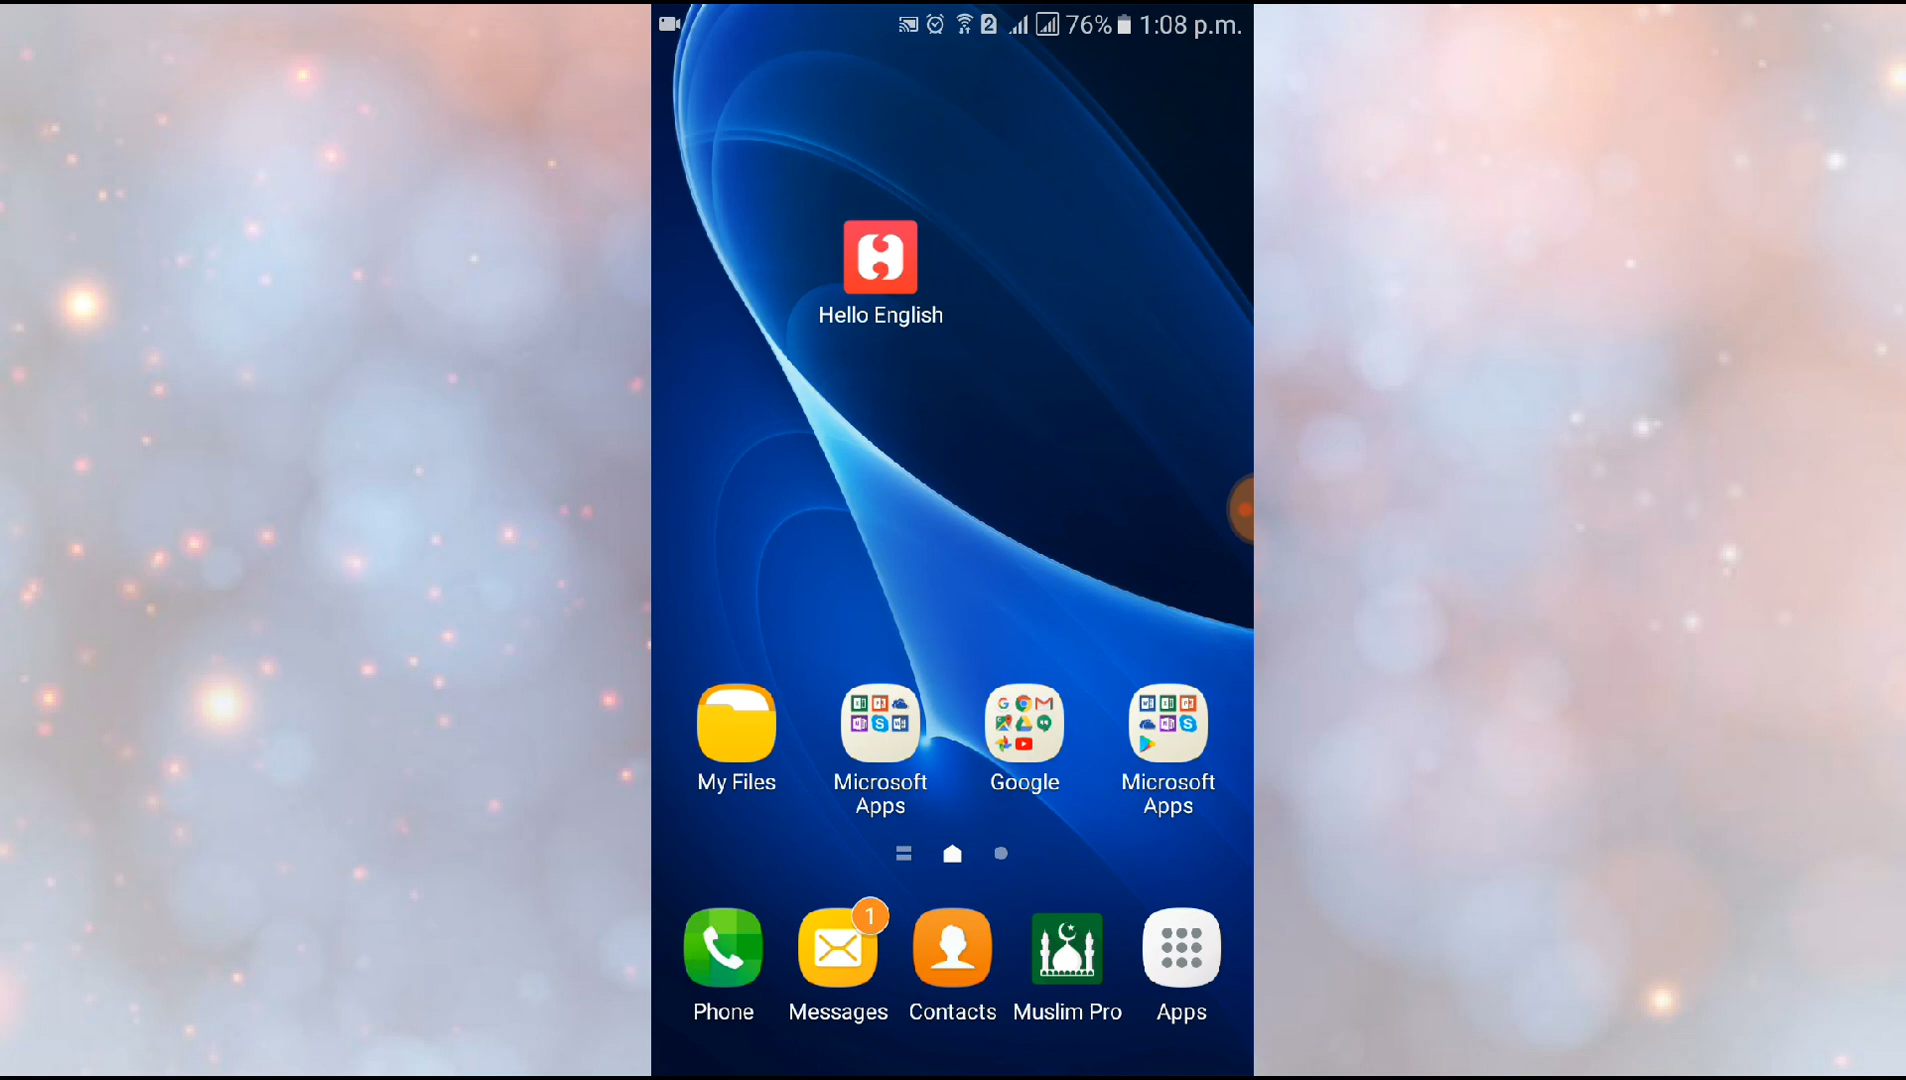 2 76% 1:08 p.m.
Hello English
My Files
Microsoft
Apps
Google
Microsoft
Apps
1
Phone
Messages
Contacts
Muslim Pro
Apps